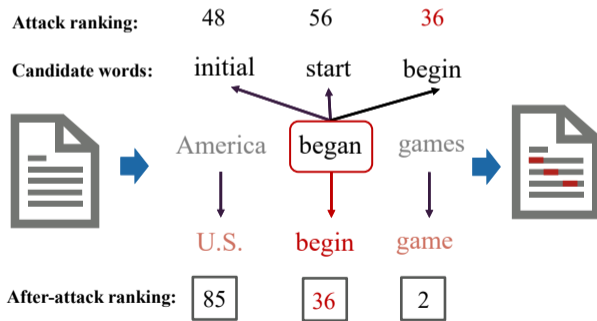 Attack ranking: 48 56 36
Candidate words: initial start begin
America began games
U.S. begin game
After-attack ranking: 85 36 2